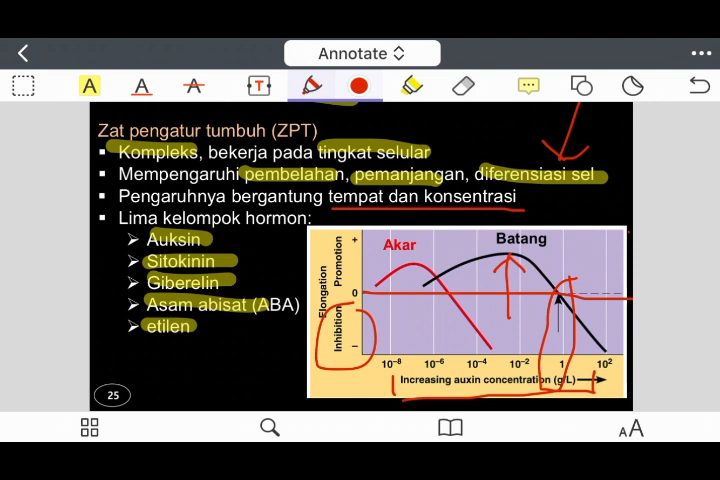 Annotate
A A A T
Zat pengatur tumbuh (ZPT)
▪ Kompleks, bekerja pada tingkat selular
▪ Mempengaruhi pembelahan, pemanjangan, diferensiasi sel
▪ Pengaruhnya bergantung tempat dan konsentrasi
▪ Lima kelompok hormon:
➢ Auksin
➢ Sitokinin
➢ Giberelin
➢ Asam abisat (ABA)
➢ etilen
Elongation
Inhibition Promotion
+
0
–
Akar
Batang
10⁻⁸ 10⁻⁶ 10⁻⁴ 10⁻² 1 10²
Increasing auxin concentration (g/L)
25
AA